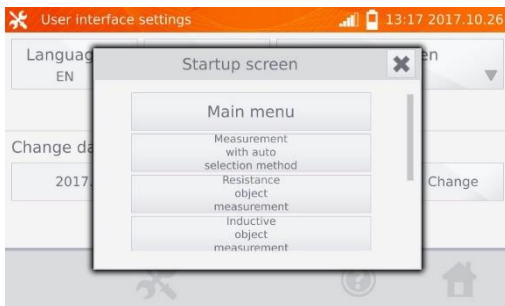 User interface settings
13:17 2017.10.26
Languag
en
EN
Startup screen
Main menu
Measurement
with auto
selection method
Resistance
object
measurement
Inductive
object
measurement
Change da
2017.
Change